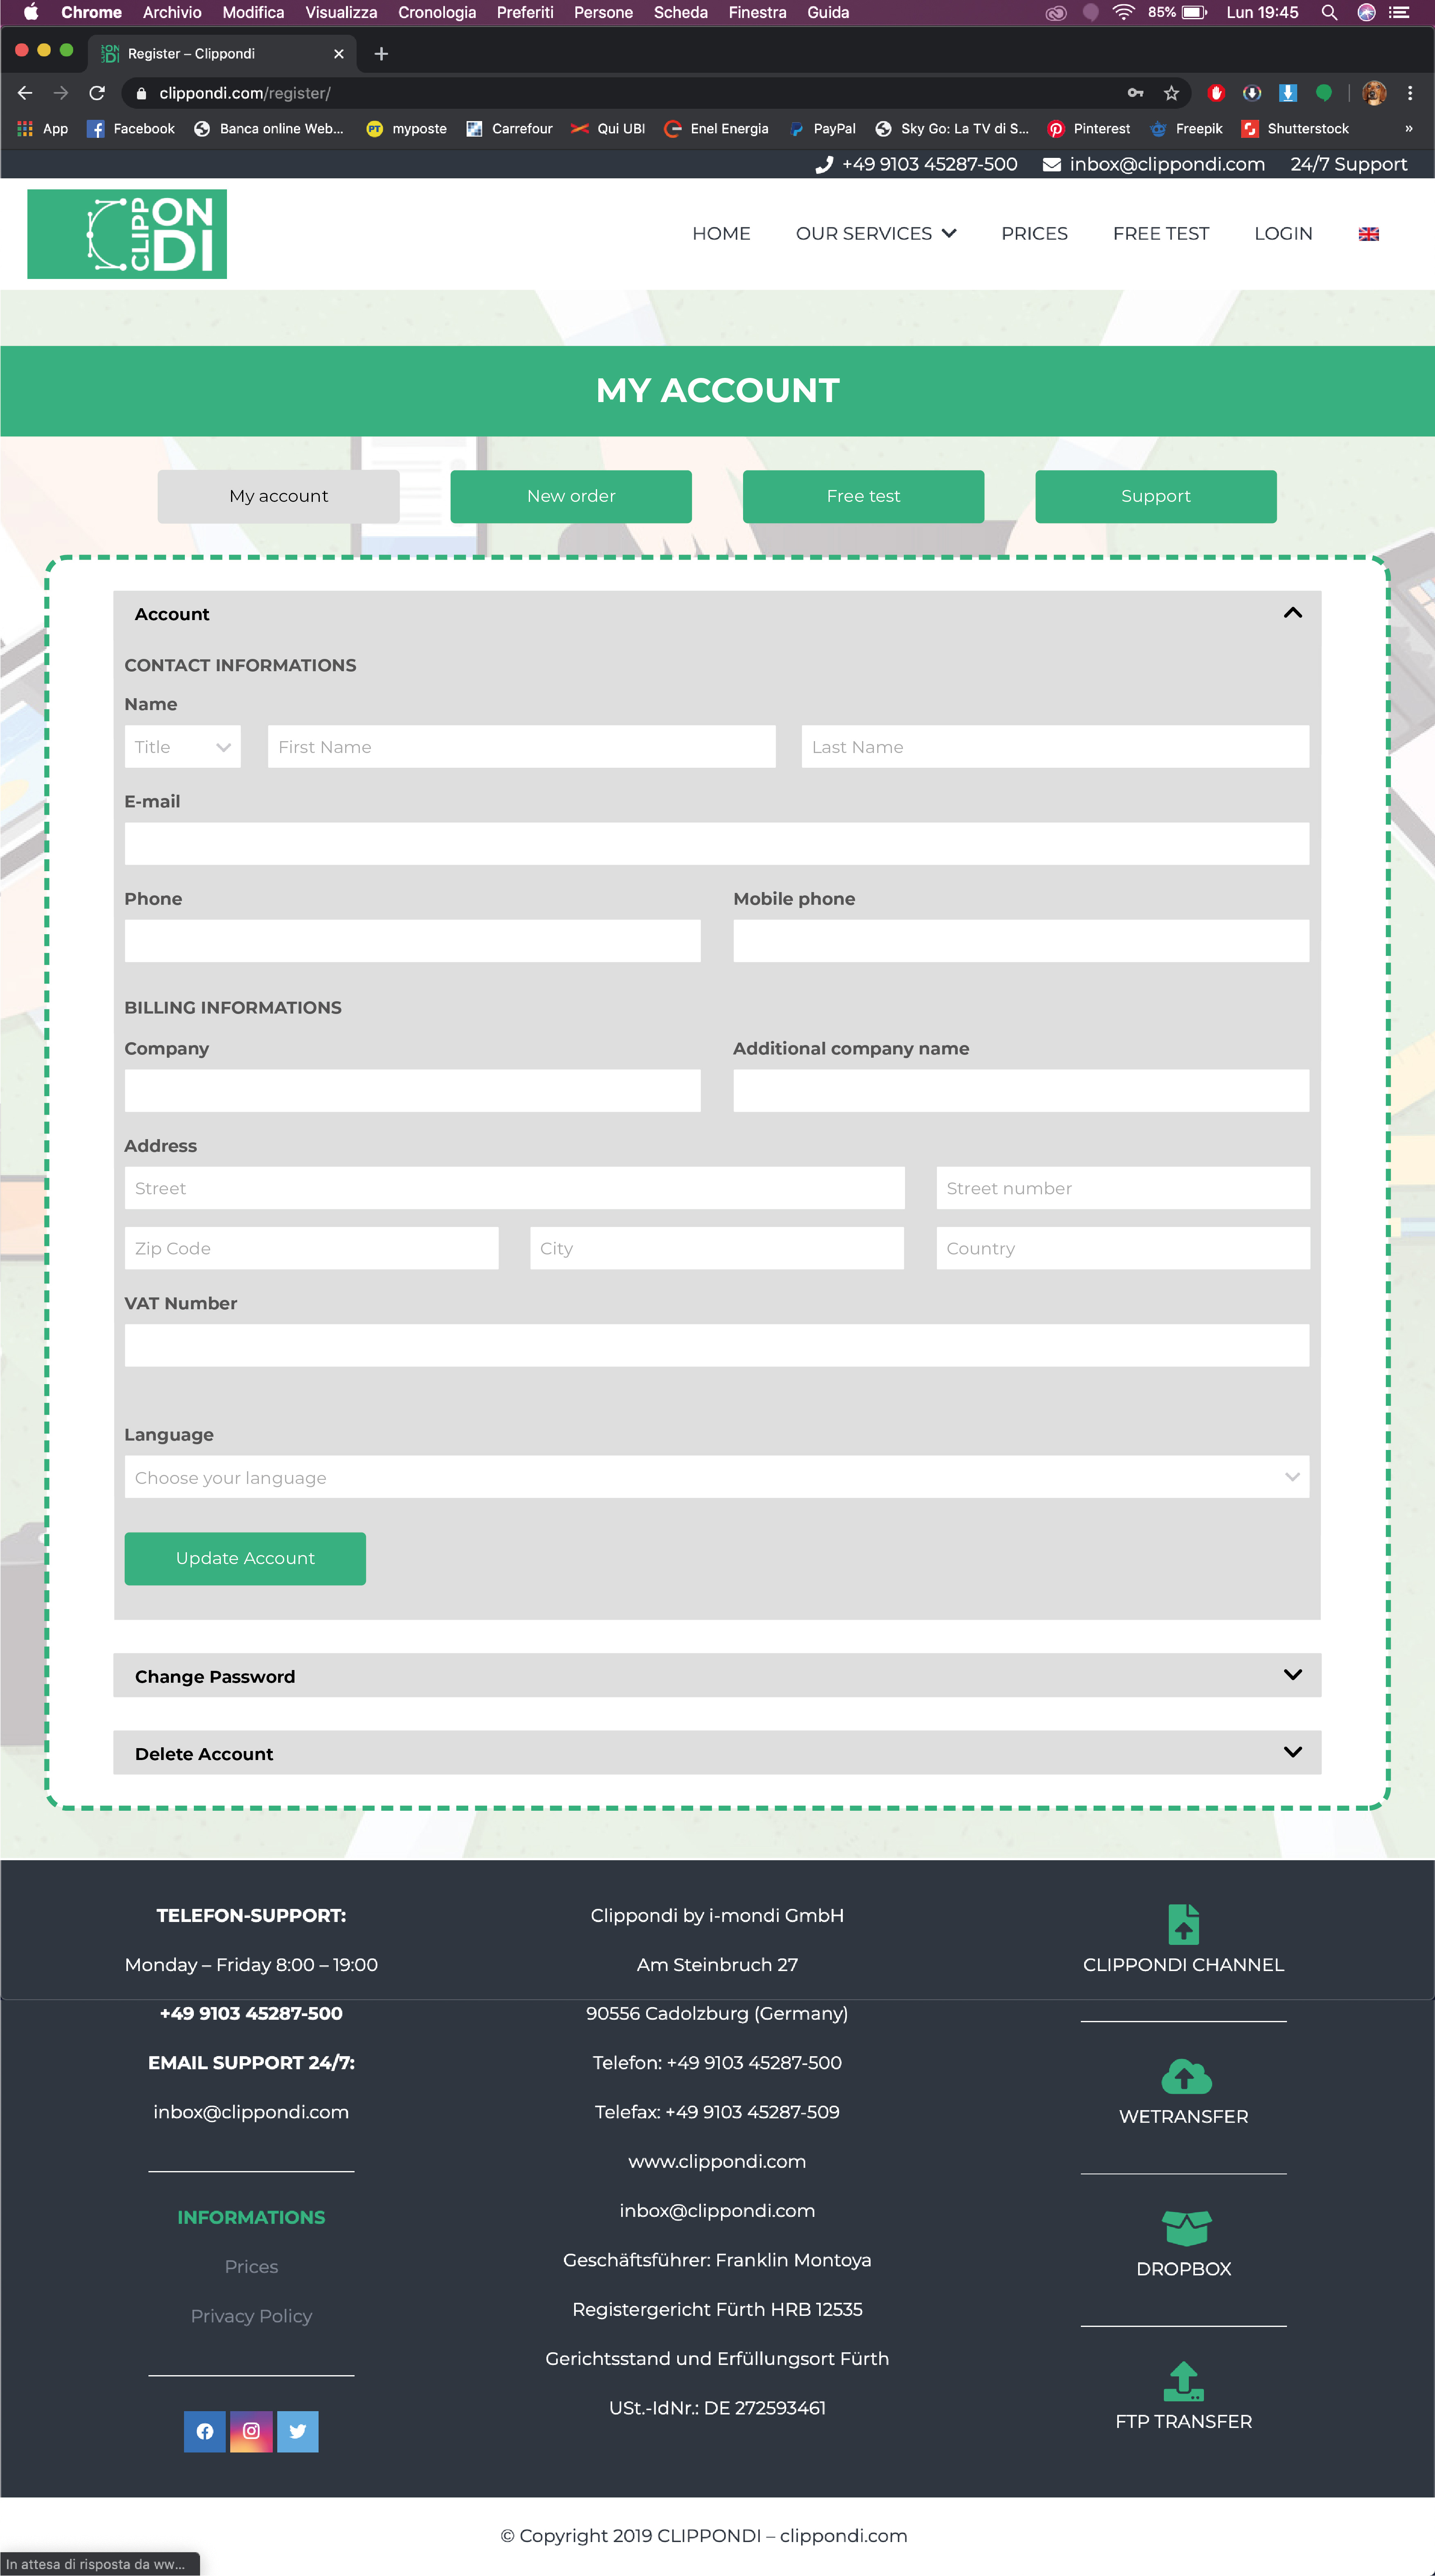 Chrome Archivio Modifica Visualizza Cronologia Preferiti Persone Scheda Finestra Guida 85% Lun 19:45
Register – Clippondi
clippondi.com/register/
App Facebook Banca online Web... myposte Carrefour Qui UBI Enel Energia PayPal Sky Go: La TV di S... Pinterest Freepik Shutterstock »
+49 9103 45287-500 inbox@clippondi.com 24/7 Support
CLIPPONDI
HOME OUR SERVICES PRICES FREE TEST LOGIN
MY ACCOUNT
My account New order Free test Support
Account
CONTACT INFORMATIONS
Name
Title First Name Last Name
E-mail
Phone Mobile phone
BILLING INFORMATIONS
Company Additional company name
Address
Street Street number
Zip Code City Country
VAT Number
Language
Choose your language
Update Account
Change Password
Delete Account
TELEFON-SUPPORT:
Monday – Friday 8:00 – 19:00
+49 9103 45287-500
EMAIL SUPPORT 24/7:
inbox@clippondi.com
INFORMATIONS
Prices
Privacy Policy
Clippondi by i-mondi GmbH
Am Steinbruch 27
90556 Cadolzburg (Germany)
Telefon: +49 9103 45287-500
Telefax: +49 9103 45287-509
www.clippondi.com
inbox@clippondi.com
Geschäftsführer: Franklin Montoya
Registergericht Fürth HRB 12535
Gerichtsstand und Erfüllungsort Fürth
USt.-IdNr.: DE 272593461
CLIPPONDI CHANNEL
WETRANSFER
DROPBOX
FTP TRANSFER
© Copyright 2019 CLIPPONDI – clippondi.com
In attesa di risposta da ww...